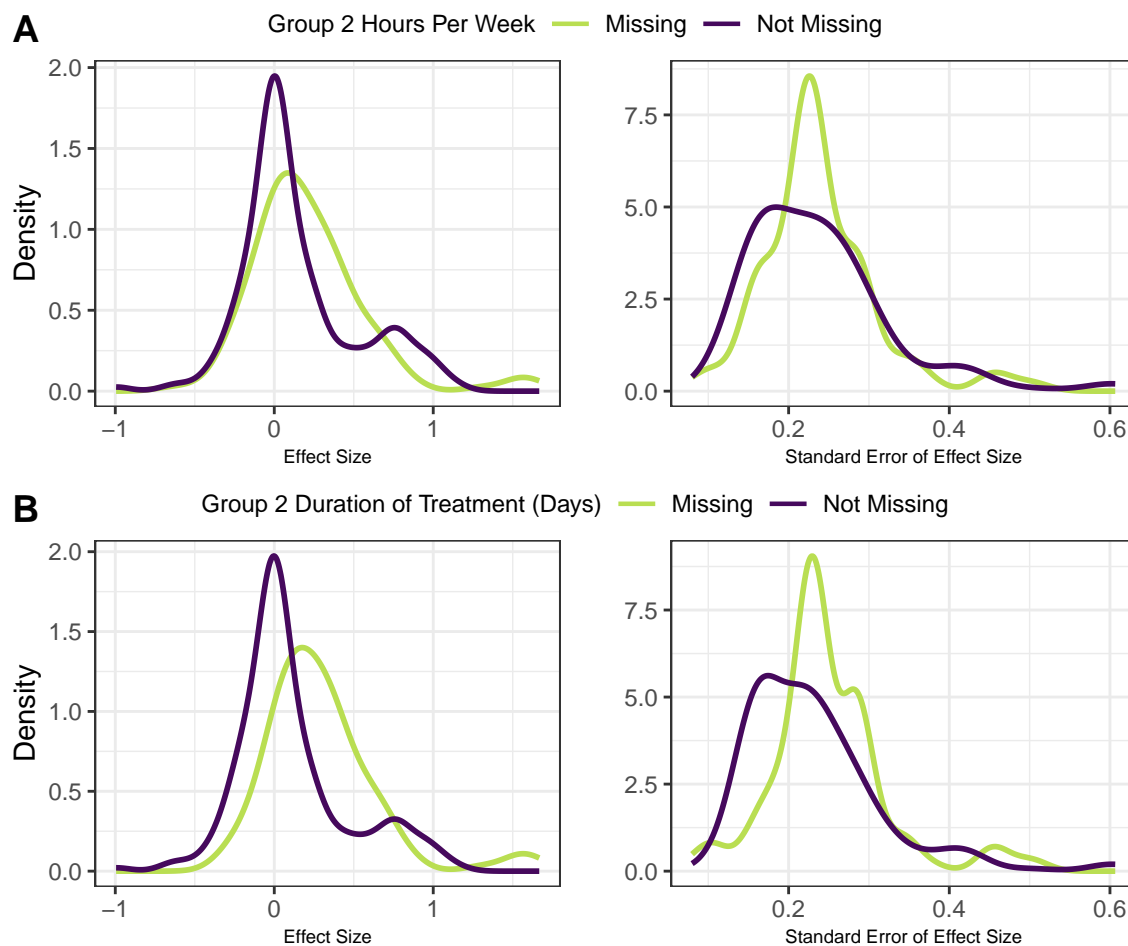 A
Group 2 Hours Per Week Missing Not Missing
Density
2.0
1.5
1.0
0.5
0.0
−1 0 1
Effect Size
7.5
5.0
2.5
0.0
0.2 0.4 0.6
Standard Error of Effect Size
B
Group 2 Duration of Treatment (Days) Missing Not Missing
Density
2.0
1.5
1.0
0.5
0.0
−1 0 1
Effect Size
7.5
5.0
2.5
0.0
0.2 0.4 0.6
Standard Error of Effect Size